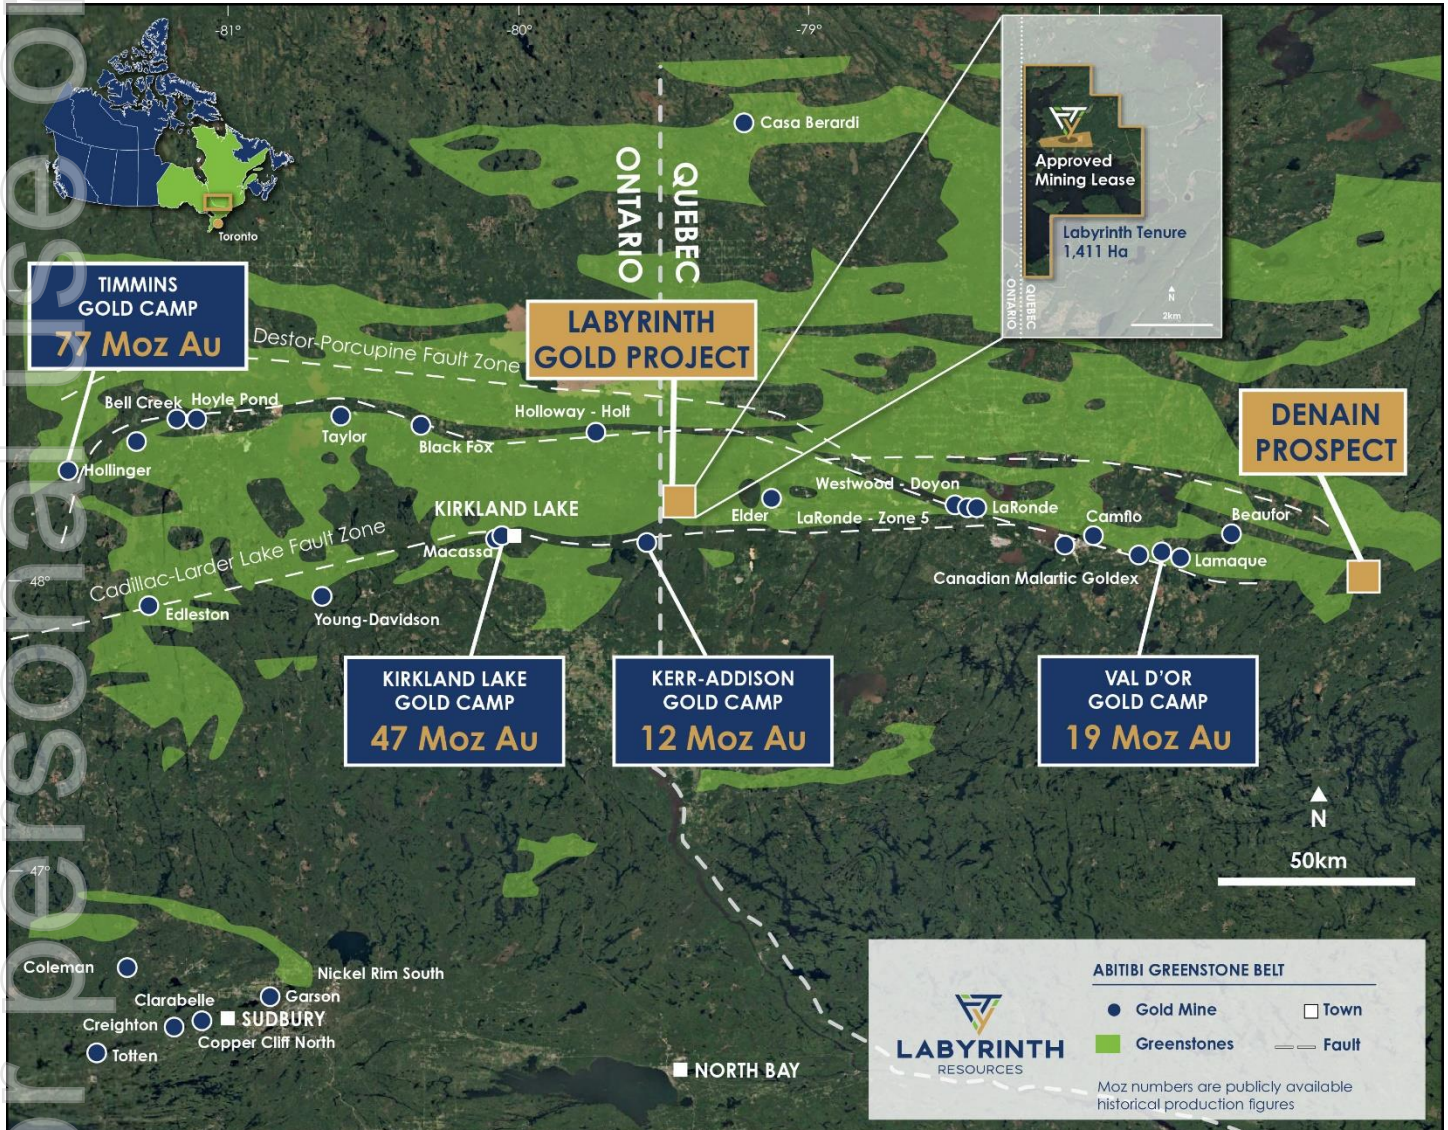 For personal use only
-81°
-80°
-79°
Casa Berardi
Toronto
ONTARIO
QUEBEC
Approved
Mining Lease
Labyrinth Tenure
1,411 Ha
ONTARIO
QUEBEC
N
2km
TIMMINS
GOLD CAMP
77 Moz Au
Destor-Porcupine Fault Zone
LABYRINTH
GOLD PROJECT
DENAIN
PROSPECT
Bell Creek
Hoyle Pond
Taylor
Black Fox
Holloway - Holt
Hollinger
Westwood - Doyon
KIRKLAND LAKE
Elder
LaRonde - Zone 5
LaRonde
Camflo
Beaufor
Macassa
Cadillac-Larder Lake Fault Zone
Lamaque
Canadian Malartic Goldex
48°
Edleston
Young-Davidson
KIRKLAND LAKE
GOLD CAMP
47 Moz Au
KERR-ADDISON
GOLD CAMP
12 Moz Au
VAL D'OR
GOLD CAMP
19 Moz Au
N
50km
47°
Coleman
Nickel Rim South
Clarabelle
Garson
Creighton
SUDBURY
Copper Cliff North
Totten
NORTH BAY
LABYRINTH
RESOURCES
ABITIBI GREENSTONE BELT
Gold Mine
Town
Greenstones
Fault
Moz numbers are publicly available
historical production figures